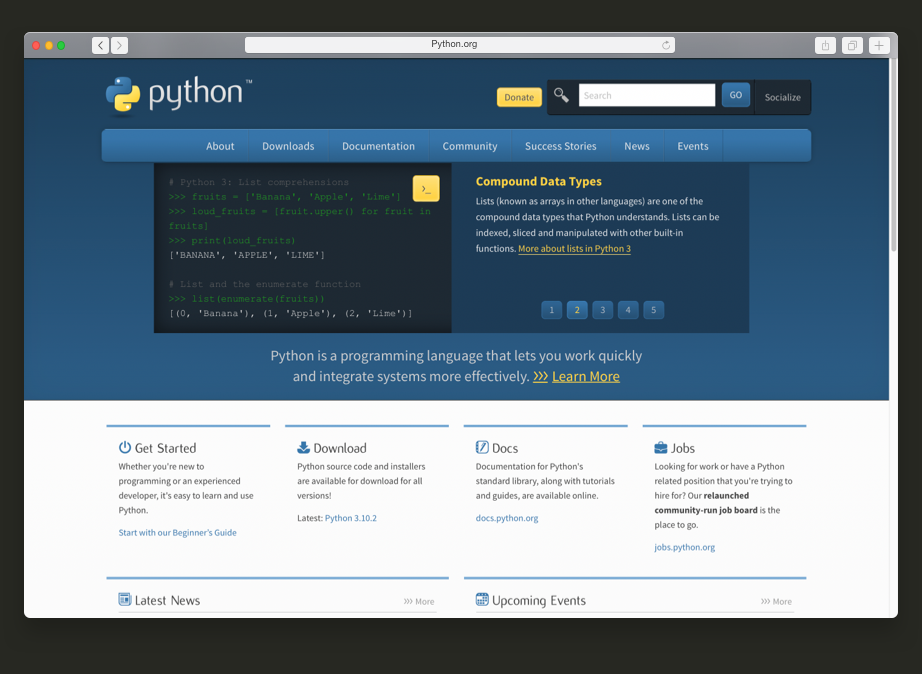 Python.org
python™
Donate
Search
GO
Socialize
About
Downloads
Documentation
Community
Success Stories
News
Events
# Python 3: List comprehensions
>>> fruits = ['Banana', 'Apple', 'Lime']
>>> loud_fruits = [fruit.upper() for fruit in
fruits]
>>> print(loud_fruits)
['BANANA', 'APPLE', 'LIME']
# List and the enumerate function
>>> list(enumerate(fruits))
[(0, 'Banana'), (1, 'Apple'), (2, 'Lime')]
>_
Compound Data Types
Lists (known as arrays in other languages) are one of the
compound data types that Python understands. Lists can be
indexed, sliced and manipulated with other built-in
functions. More about lists in Python 3
1 2 3 4 5
Python is a programming language that lets you work quickly
and integrate systems more effectively. >>> Learn More
Get Started
Whether you're new to
programming or an experienced
developer, it's easy to learn and use
Python.
Start with our Beginner's Guide
Download
Python source code and installers
are available for download for all
versions!
Latest: Python 3.10.2
Docs
Documentation for Python's
standard library, along with tutorials
and guides, are available online.
docs.python.org
Jobs
Looking for work or have a Python
related position that you're trying to
hire for? Our relaunched
community-run job board is the
place to go.
jobs.python.org
Latest News
>>> More
Upcoming Events
>>> More